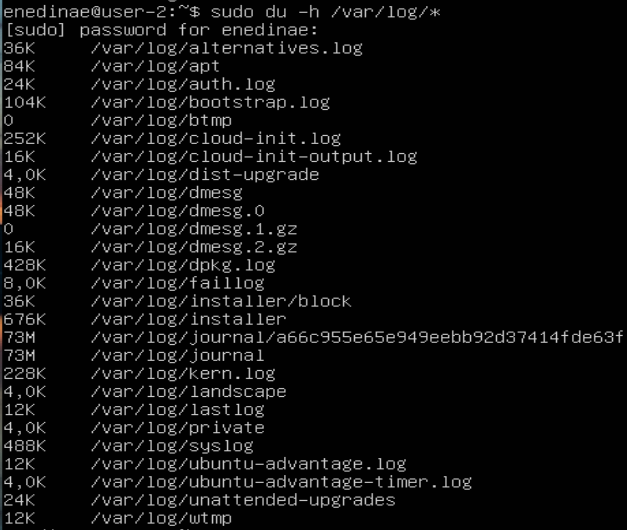 enedinae@user-2:~$ sudo du -h /var/log/*
[sudo] password for enedinae:
36K /var/log/alternatives.log
84K /var/log/apt
24K /var/log/auth.log
104K /var/log/bootstrap.log
0 /var/log/btmp
252K /var/log/cloud-init.log
16K /var/log/cloud-init-output.log
4,0K /var/log/dist-upgrade
48K /var/log/dmesg
48K /var/log/dmesg.0
0 /var/log/dmesg.1.gz
16K /var/log/dmesg.2.gz
428K /var/log/dpkg.log
8,0K /var/log/faillog
36K /var/log/installer/block
676K /var/log/installer
73M /var/log/journal/a66c955e65e949eebb92d37414fde63f
73M /var/log/journal
228K /var/log/kern.log
4,0K /var/log/landscape
12K /var/log/lastlog
4,0K /var/log/private
488K /var/log/syslog
12K /var/log/ubuntu-advantage.log
4,0K /var/log/ubuntu-advantage-timer.log
24K /var/log/unattended-upgrades
12K /var/log/wtmp